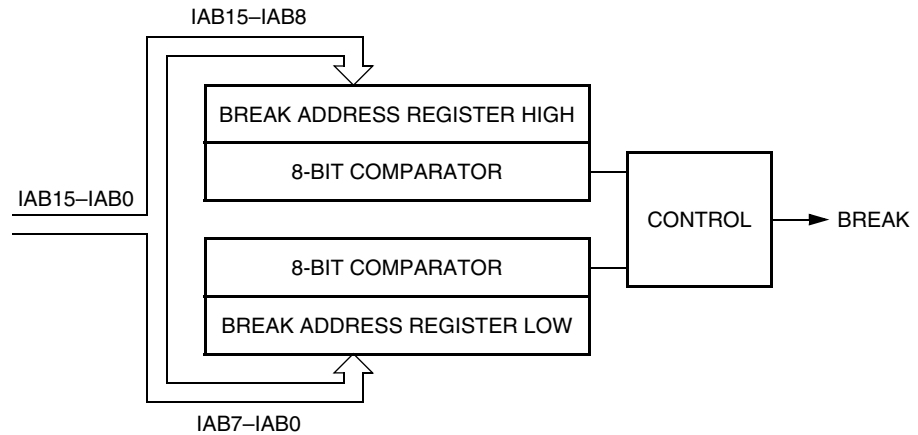 IAB15–IAB8
BREAK ADDRESS REGISTER HIGH
8-BIT COMPARATOR
IAB15–IAB0
CONTROL
BREAK
8-BIT COMPARATOR
BREAK ADDRESS REGISTER LOW
IAB7–IAB0